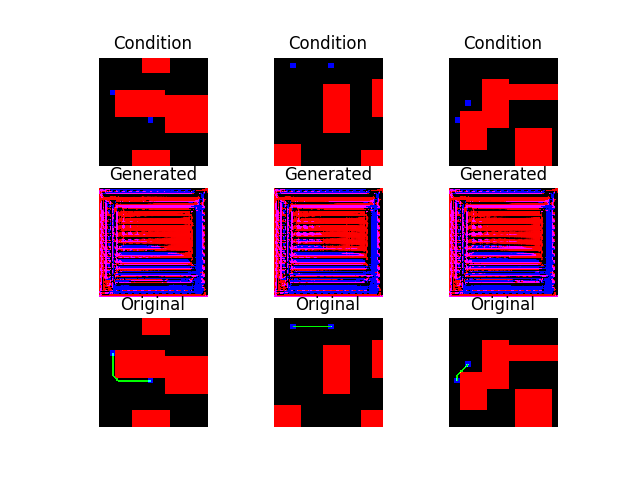 Condition Condition Condition
Generated Generated Generated
Original Original Original